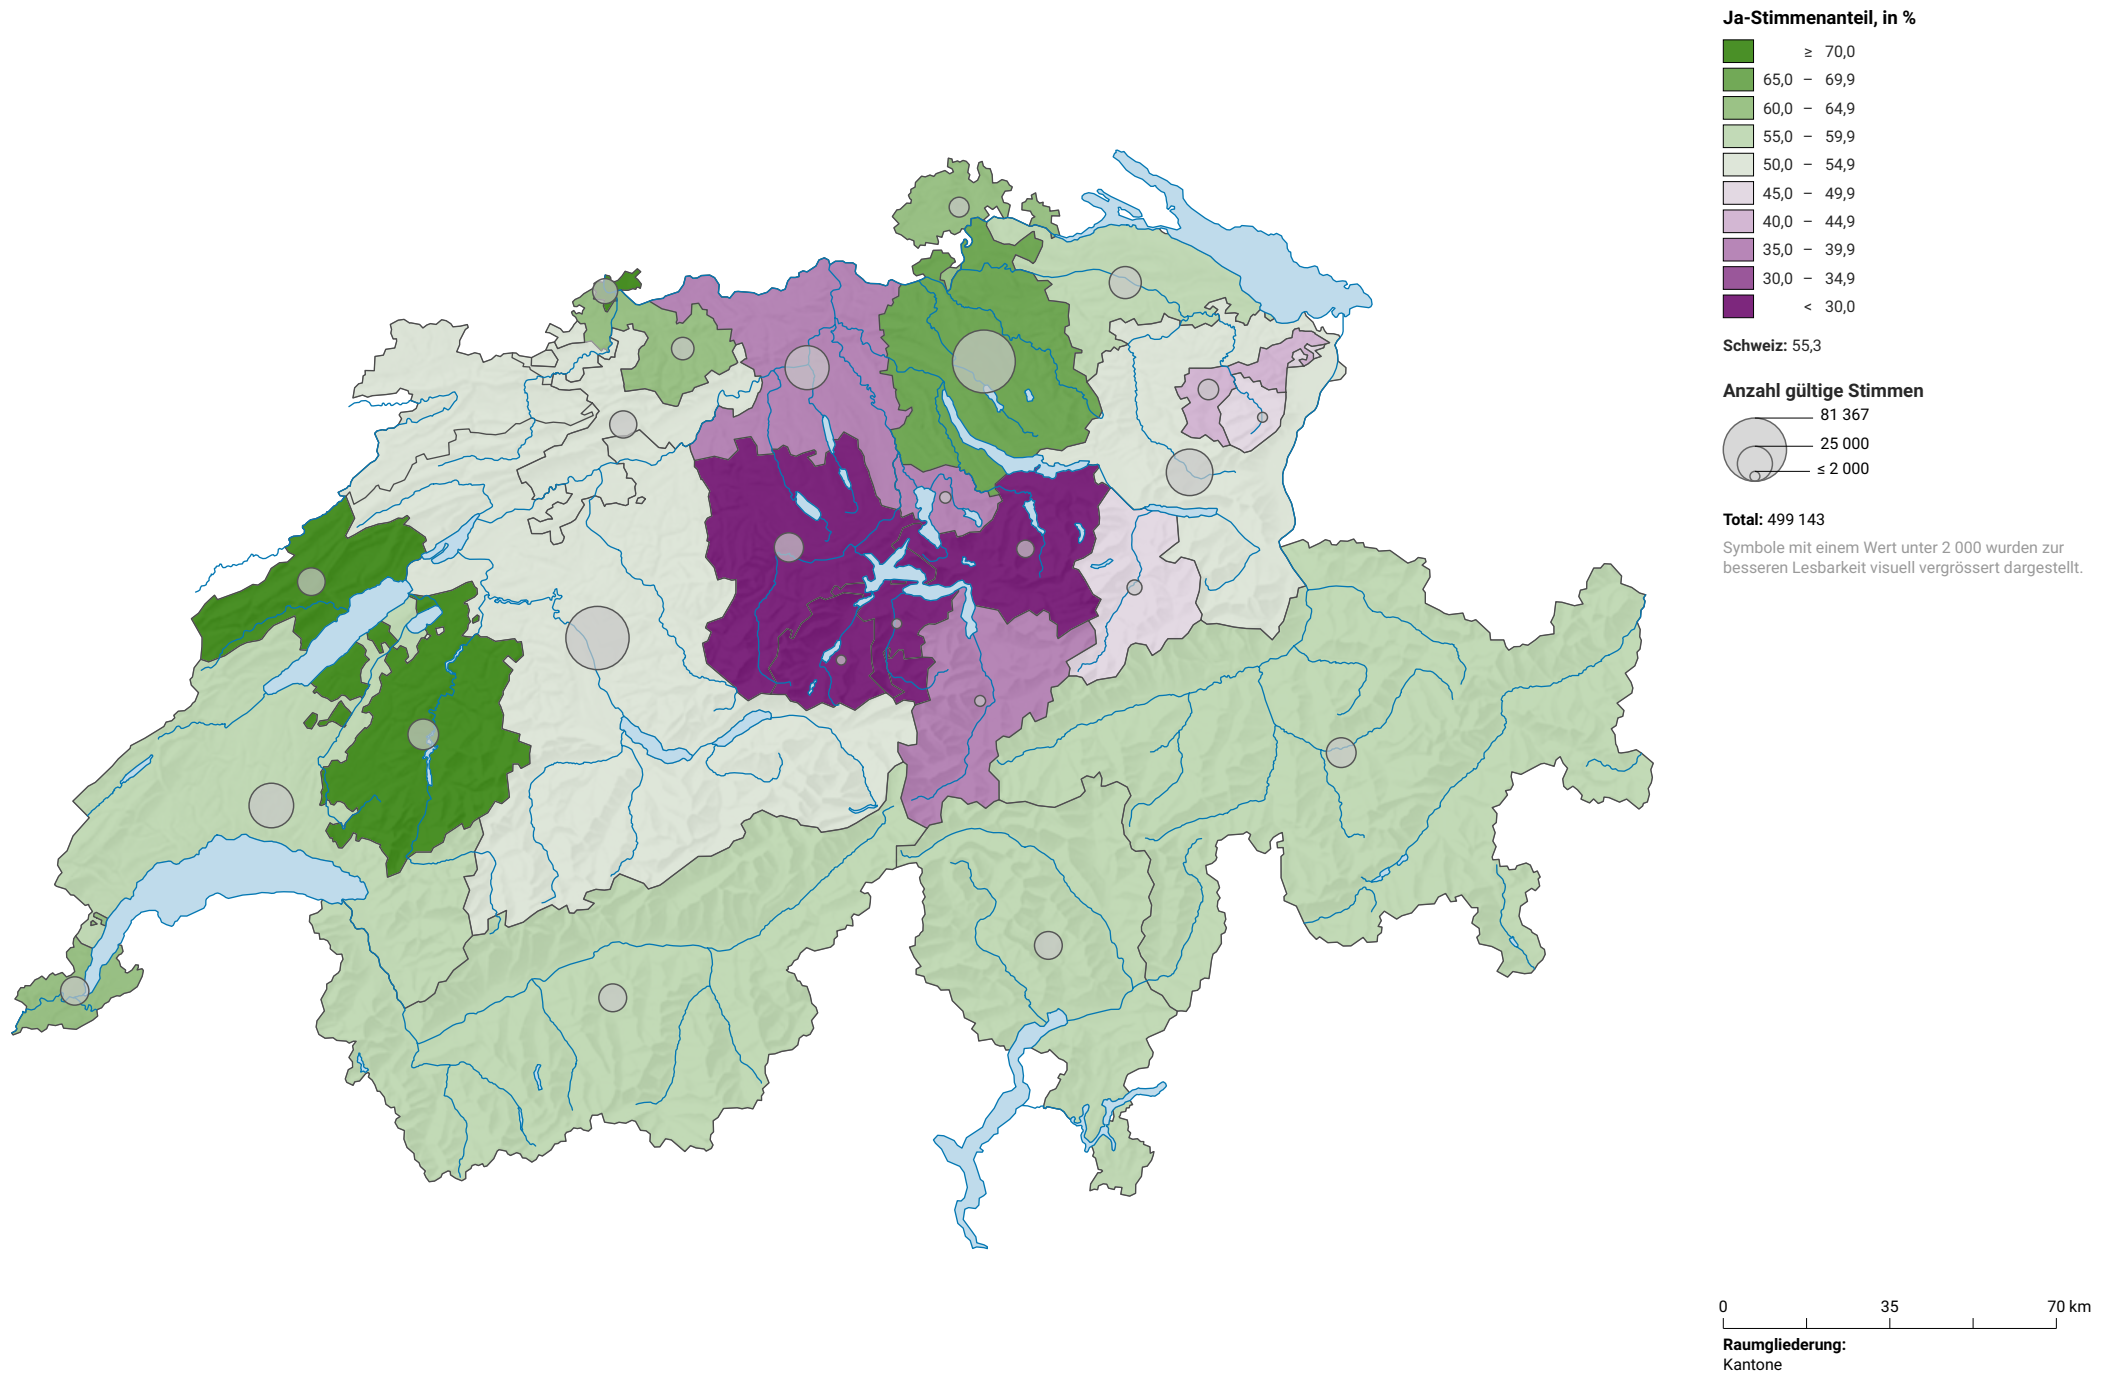 Ja-Stimmenanteil, in %
≥ 70,0
65,0 – 69,9
60,0 – 64,9
55,0 – 59,9
50,0 – 54,9
45,0 – 49,9
40,0 – 44,9
35,0 – 39,9
30,0 – 34,9
< 30,0
Schweiz: 55,3
Anzahl gültige Stimmen
81 367
25 000
≤ 2 000
Total: 499 143
Symbole mit einem Wert unter 2 000 wurden zur
besseren Lesbarkeit visuell vergrössert dargestellt.
0 35 70 km
Raumgliederung:
Kantone